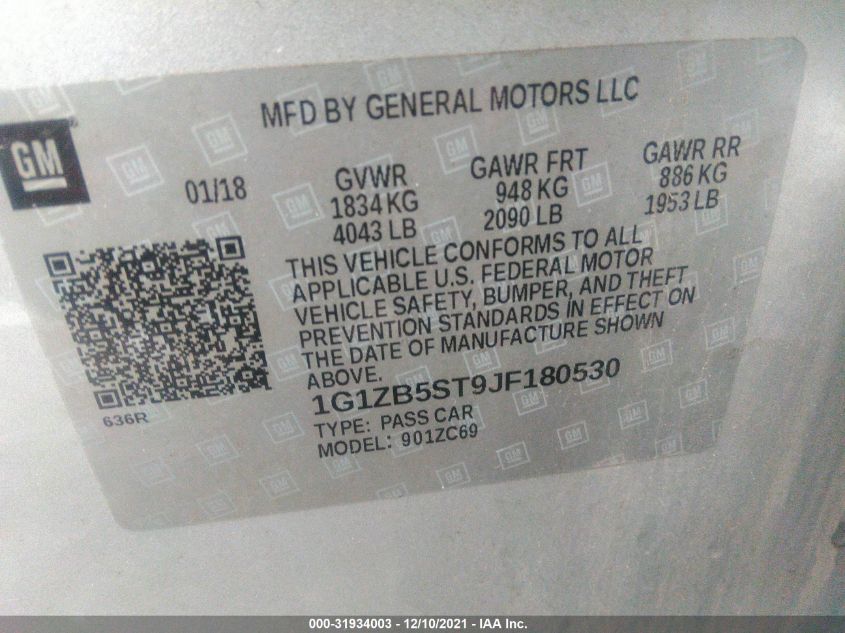 MFD BY GENERAL MOTORS LLC
GM
01/18
GVWR
1834 KG
4043 LB
GAWR FRT
948 KG
2090 LB
GAWR RR
886 KG
1953 LB
THIS VEHICLE CONFORMS TO ALL
APPLICABLE U.S. FEDERAL MOTOR
VEHICLE SAFETY, BUMPER, AND THEFT
PREVENTION STANDARDS IN EFFECT ON
THE DATE OF MANUFACTURE SHOWN
ABOVE.
636R
1G1ZB5ST9JF180530
TYPE: PASS CAR
MODEL: 901ZC69
000-31934003 - 12/10/2021 - IAA Inc.